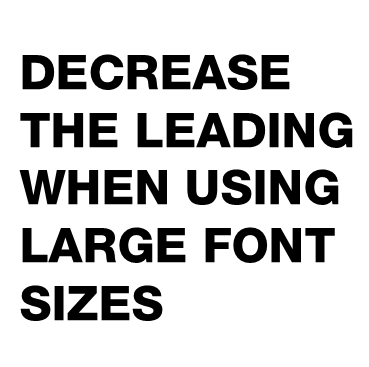 DECREASE
THE LEADING
WHEN USING
LARGE FONT
SIZES